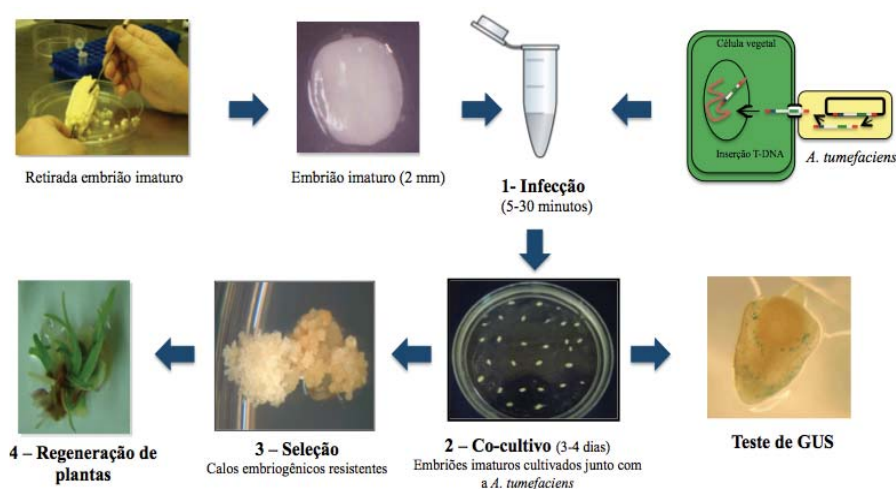 Célula vegetal
Inserção T-DNA
A. tumefaciens
Retirada embrião imaturo
Embrião imaturo (2 mm)
1- Infecção
(5-30 minutos)
4 – Regeneração de
plantas
3 – Seleção
Calos embriogênicos resistentes
2 – Co-cultivo (3-4 dias)
Embriões imaturos cultivados junto com
a A. tumefaciens
Teste de GUS